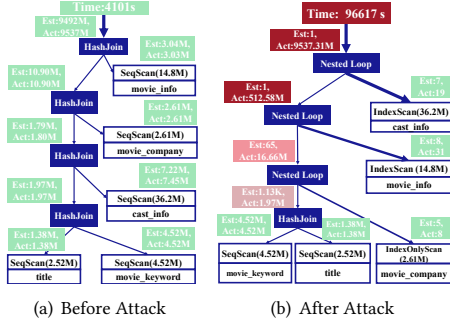 Time:4101s
Est:9492M,
Act:9537M
HashJoin
Est:3.04M,
Act:3.03M
SeqScan(14.8M)
movie_info
Est:10.90M,
Act:10.90M
HashJoin
Est:2.61M,
Act:2.61M
SeqScan(2.61M)
movie_company
Est:1.79M,
Act:1.80M
HashJoin
Est:7.22M,
Act:7.45M
SeqScan(36.2M)
cast_info
Est:1.97M,
Act:1.97M
HashJoin
Est:1.38M,
Act:1.38M
Est:4.52M,
Act:4.52M
SeqScan(2.52M)
title
SeqScan(4.52M)
movie_keyword
(a) Before Attack
Time: 96617 s
Est:1,
Act:9537.31M
Nested Loop
Est:7,
Act:19
IndexScan(36.2M)
cast_info
Est:1,
Act:512.58M
Nested Loop
Est:8,
Act:31
IndexScan (14.8M)
movie_info
Est:65,
Act:16.66M
Nested Loop
Est:1.13K,
Act:1.97M
HashJoin
Est:4.52M,
Act:4.52M
Est:1.38M,
Act:1.38M
Est:5,
Act:8
SeqScan(4.52M)
movie_keyword
SeqScan(2.52M)
title
IndexOnlyScan
(2.61M)
movie_company
(b) After Attack